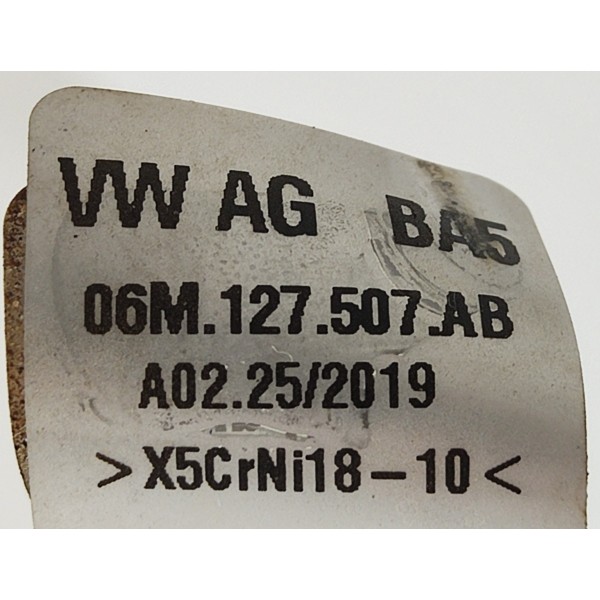 VW AG BA5
06M.127.507.AB
A02.25/2019
>X5CrNi18-10<